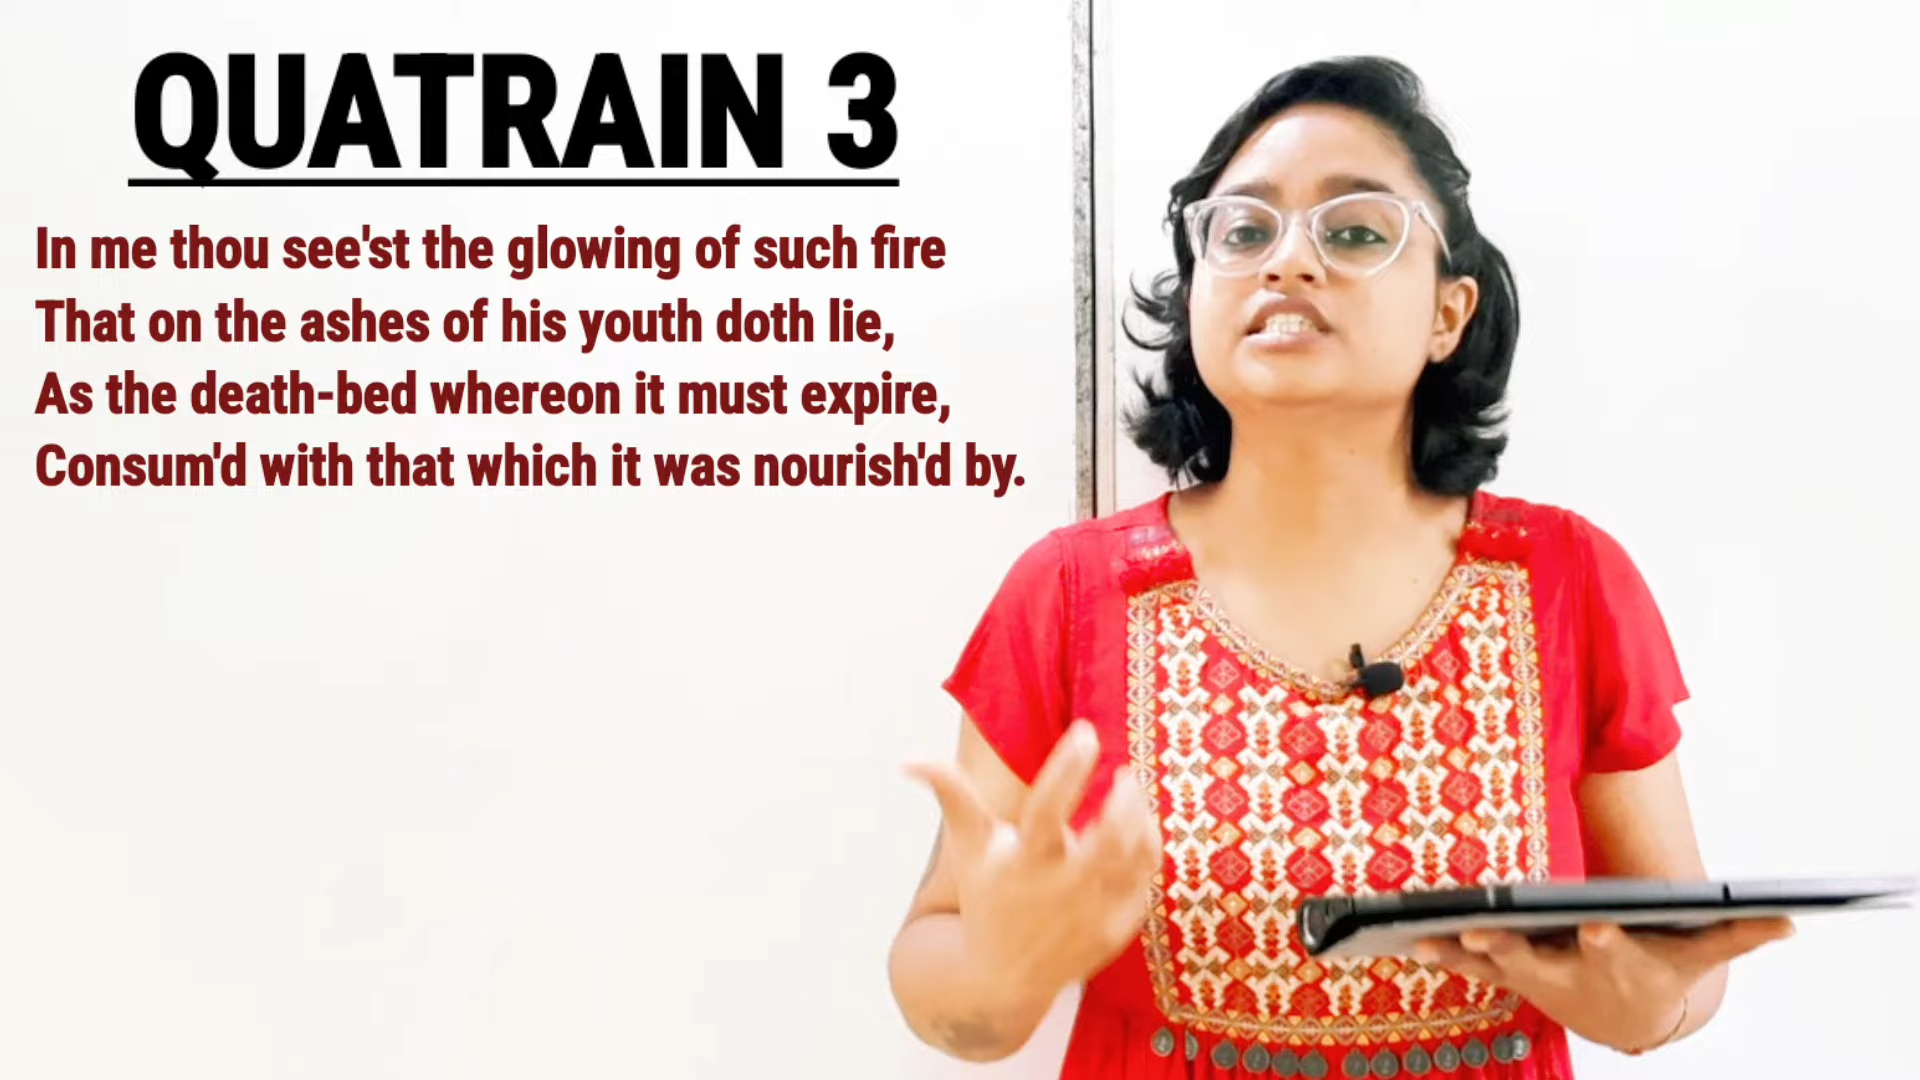 QUATRAIN 3
In me thou see'st the glowing of such fire
That on the ashes of his youth doth lie,
As the death-bed whereon it must expire,
Consum'd with that which it was nourish'd by.